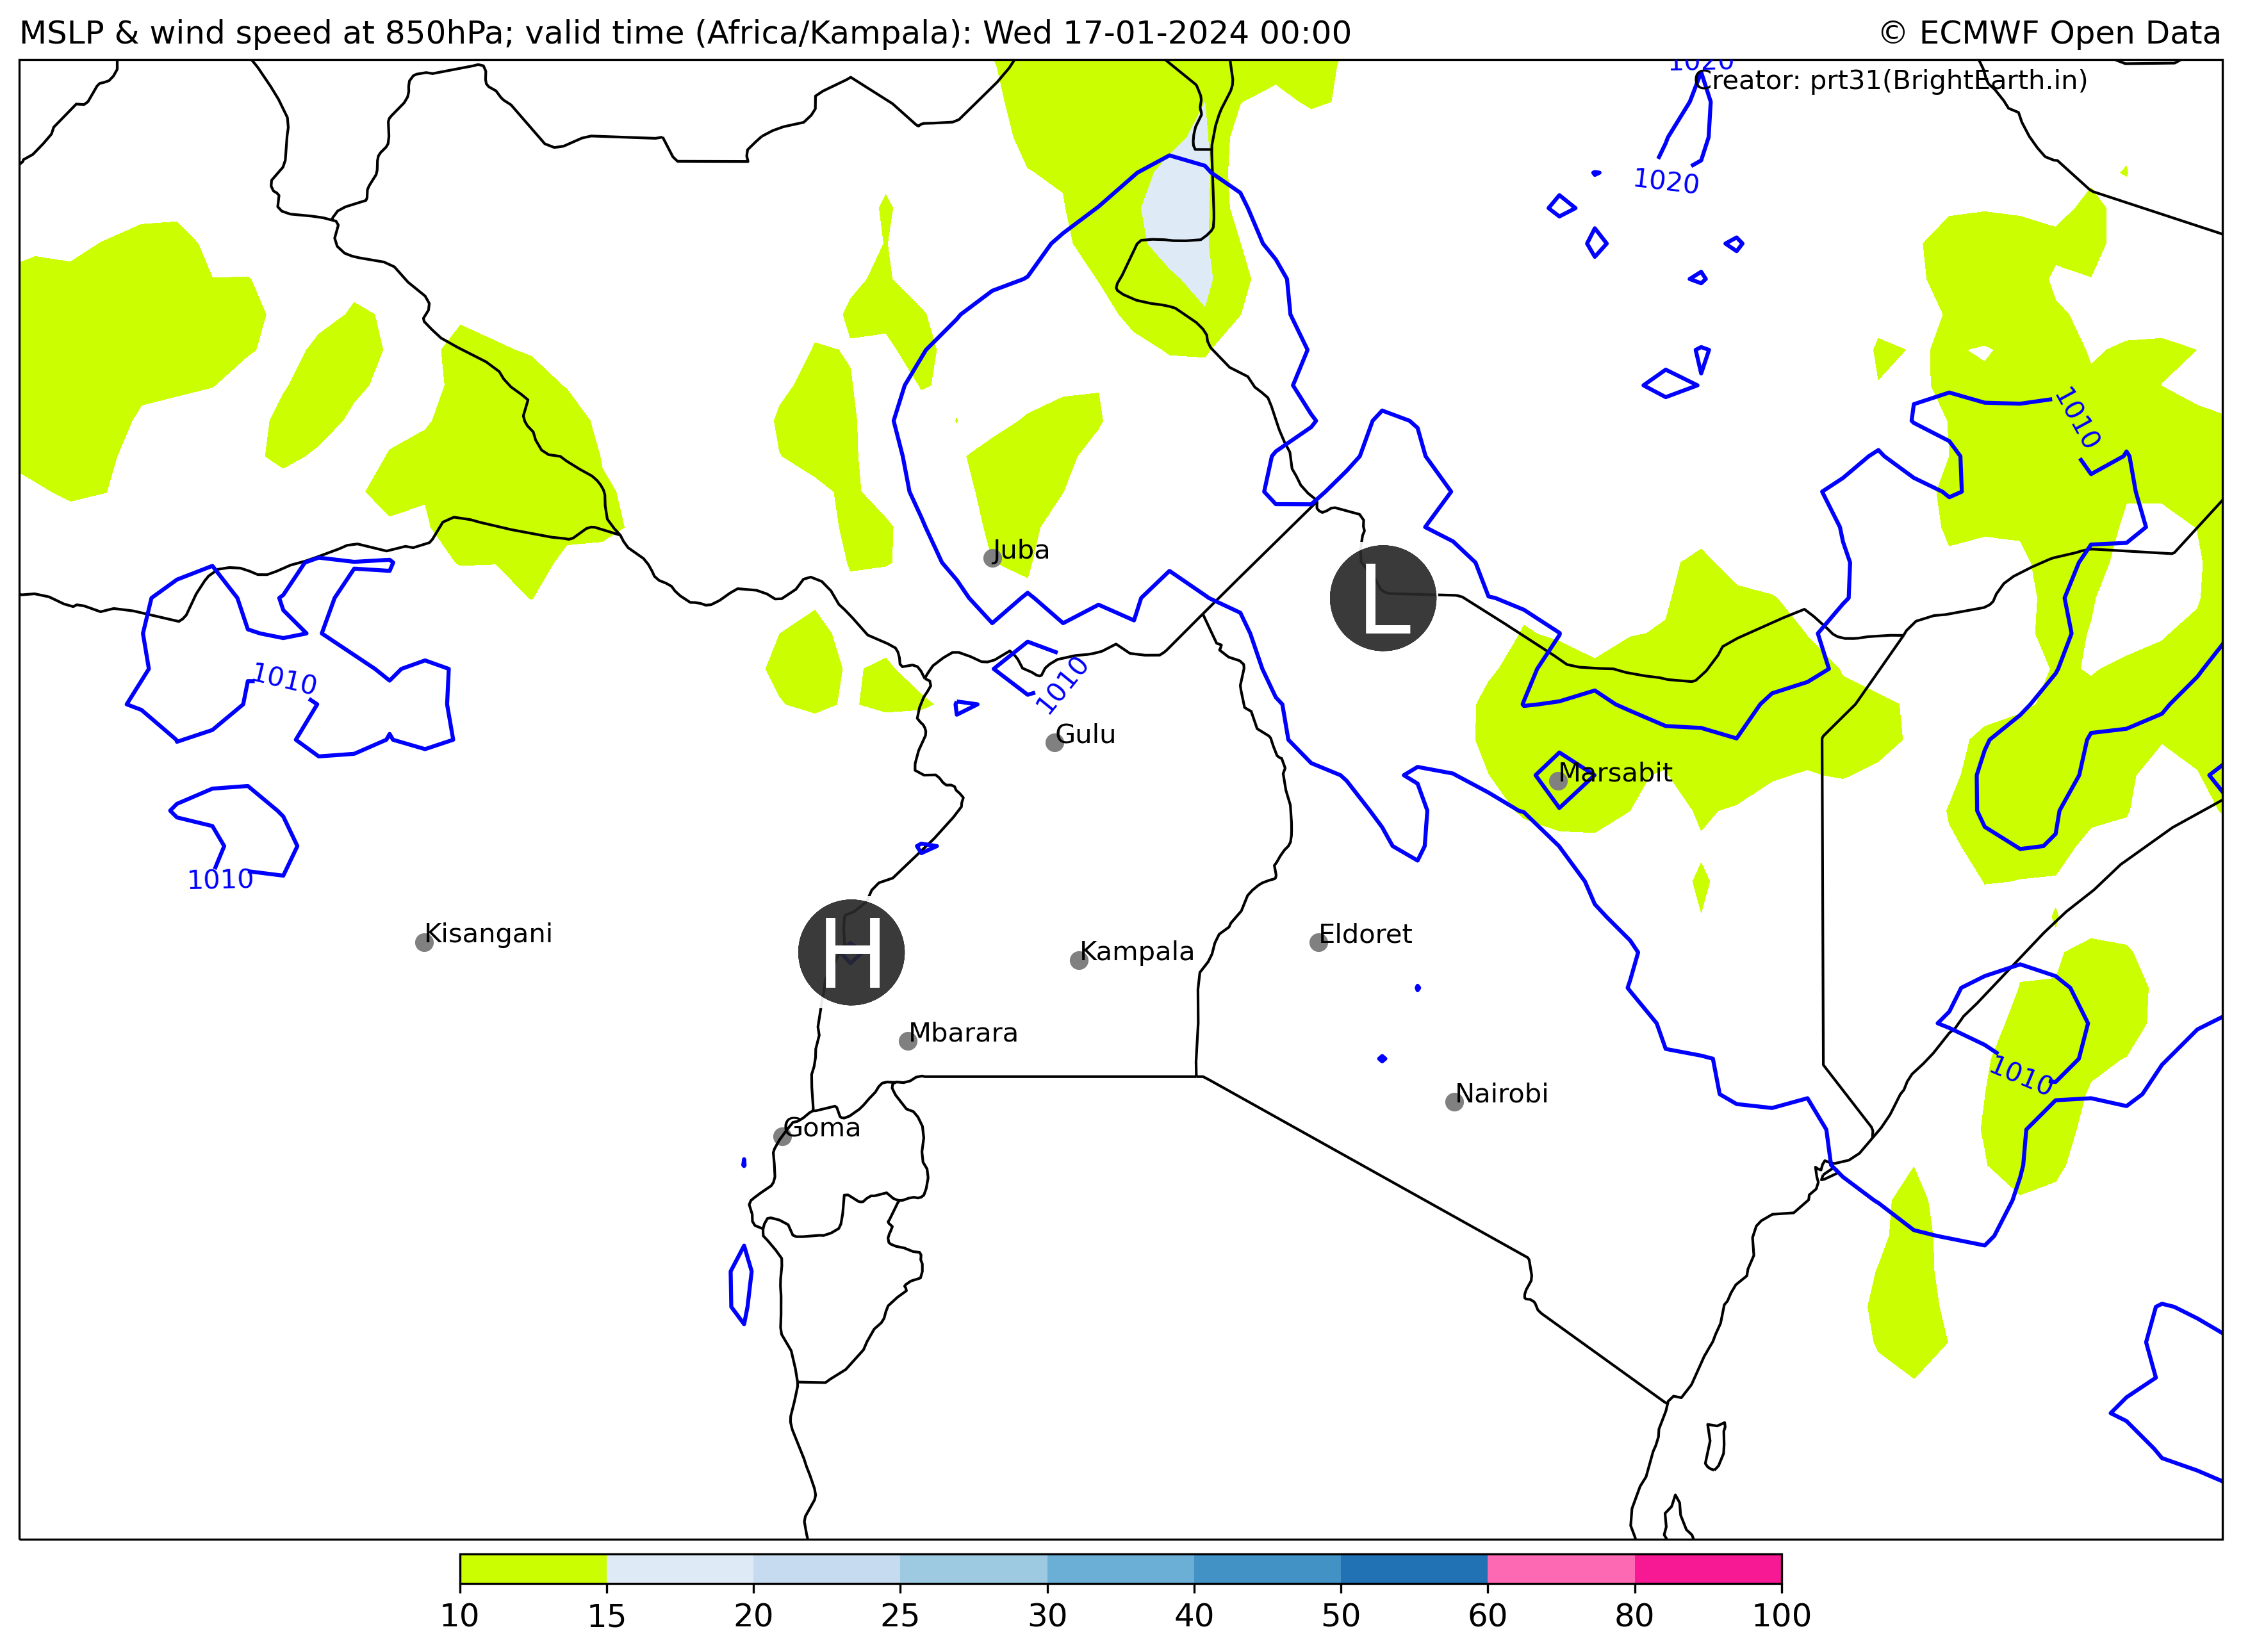 MSLP & wind speed at 850hPa; valid time (Africa/Kampala): Wed 17-01-2024 00:00
© ECMWF Open Data
1020
Creator: prt31(BrightEarth.in)
1020
1010
Juba
L
1010
1010
Gulu
Marsabit
1010
Kisangani
H
Kampala
Eldoret
Mbarara
1010
Nairobi
Goma
10 15 20 25 30 40 50 60 80 100